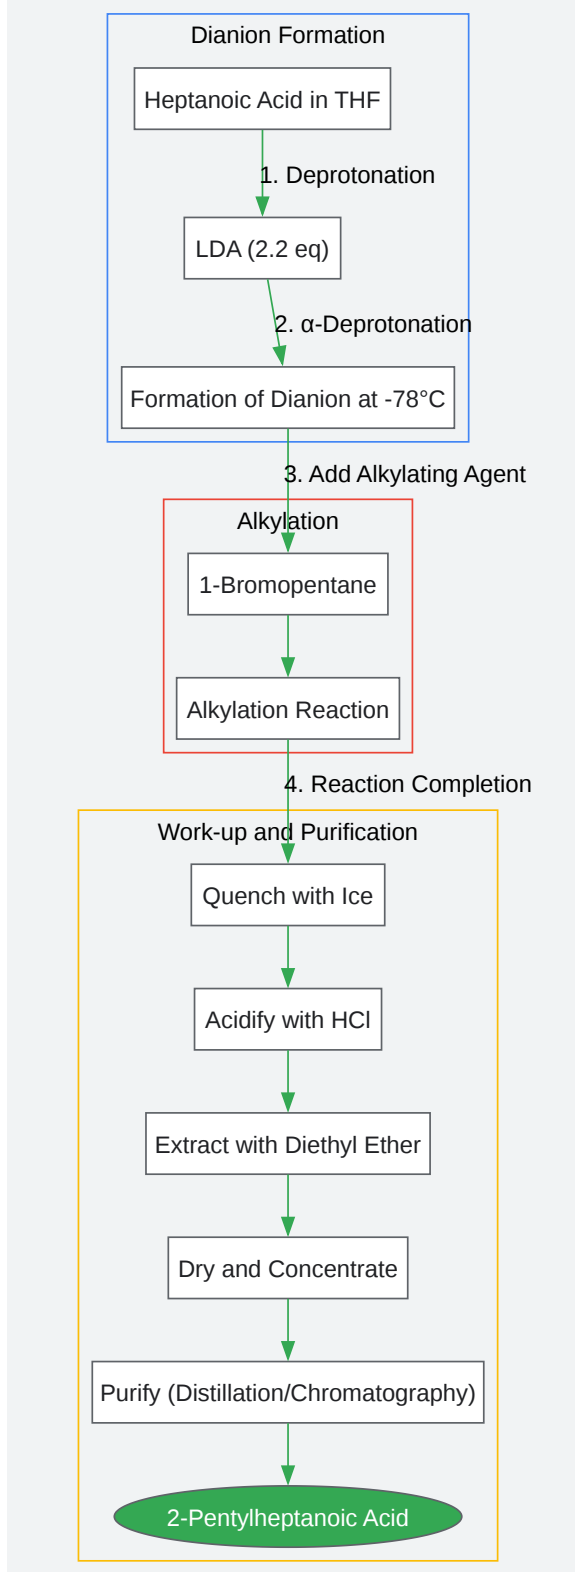 Dianion Formation
Heptanoic Acid in THF
1. Deprotonation
LDA (2.2 eq)
2. α-Deprotonation
Formation of Dianion at -78°C
3. Add Alkylating Agent
Alkylation
1-Bromopentane
Alkylation Reaction
4. Reaction Completion
Work-up and Purification
Quench with Ice
Acidify with HCl
Extract with Diethyl Ether
Dry and Concentrate
Purify (Distillation/Chromatography)
2-Pentylheptanoic Acid